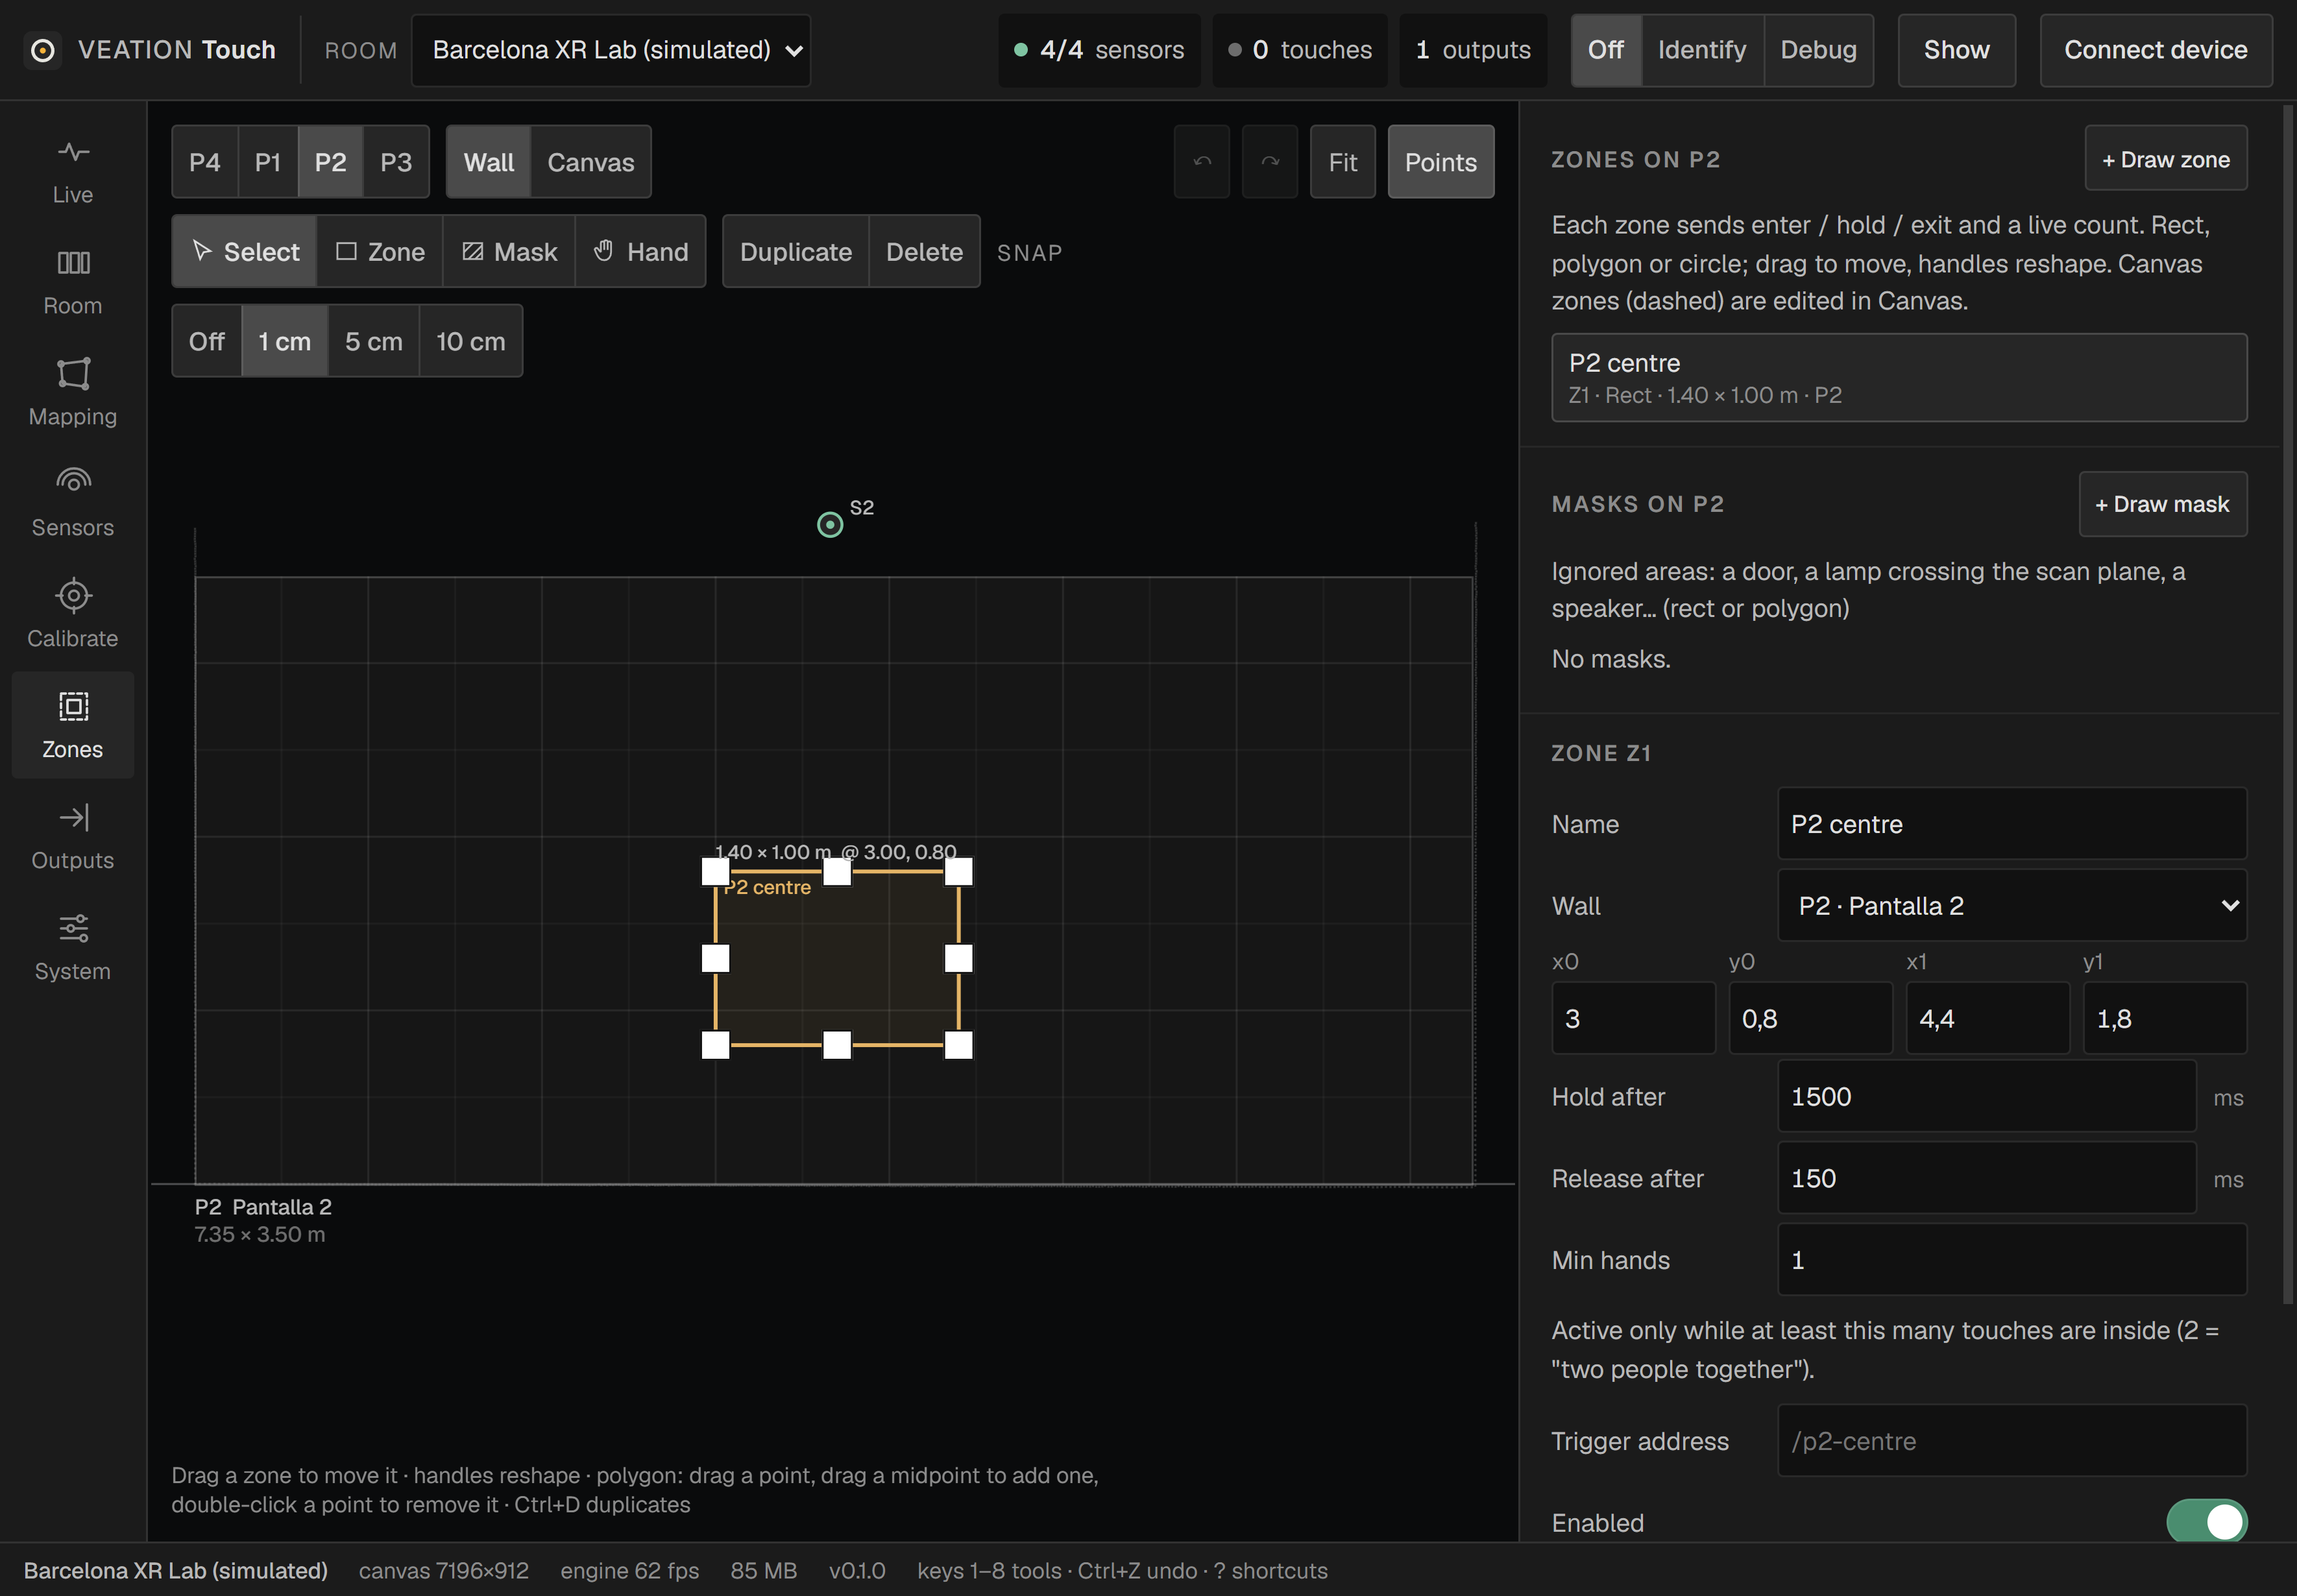 VEATION Touch
ROOM
Barcelona XR Lab (simulated)
4/4 sensors
0 touches
1 outputs
Off
Identify
Debug
Show
Connect device
Live
Room
Mapping
Sensors
Calibrate
Zones
Outputs
System
P4
P1
P2
P3
Wall
Canvas
Fit
Points
Select
Zone
Mask
Hand
Duplicate
Delete
SNAP
Off
1 cm
5 cm
10 cm
S2
1.40 × 1.00 m @ 3.00, 0.80
P2 centre
P2 Pantalla 2
7.35 × 3.50 m
Drag a zone to move it · handles reshape · polygon: drag a point, drag a midpoint to add one,
double-click a point to remove it · Ctrl+D duplicates
ZONES ON P2
+ Draw zone
Each zone sends enter / hold / exit and a live count. Rect,
polygon or circle; drag to move, handles reshape. Canvas
zones (dashed) are edited in Canvas.
P2 centre
Z1 · Rect · 1.40 × 1.00 m · P2
MASKS ON P2
+ Draw mask
Ignored areas: a door, a lamp crossing the scan plane, a
speaker… (rect or polygon)
No masks.
ZONE Z1
Name
P2 centre
Wall
P2 · Pantalla 2
x0
y0
x1
y1
3
0,8
4,4
1,8
Hold after
1500
ms
Release after
150
ms
Min hands
1
Active only while at least this many touches are inside (2 =
"two people together").
Trigger address
/p2-centre
Enabled
Barcelona XR Lab (simulated)
canvas 7196×912
engine 62 fps
85 MB
v0.1.0
keys 1–8 tools · Ctrl+Z undo · ? shortcuts